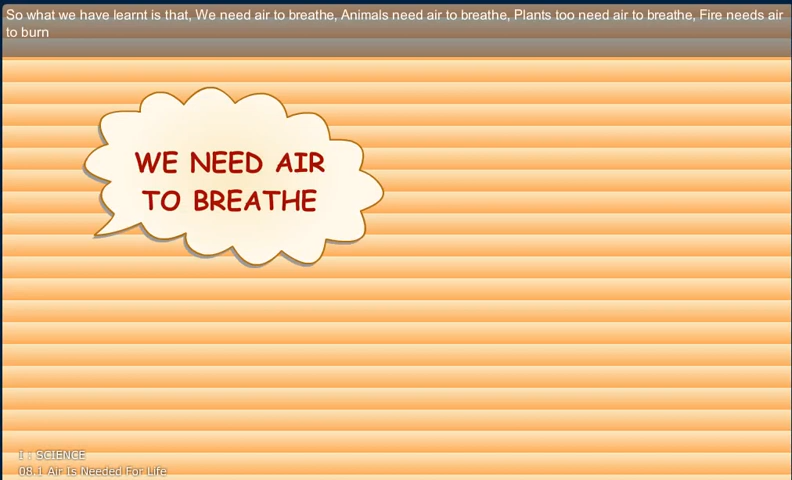 So what we have learnt is that, We need air to breathe, Animals need air to breathe, Plants too need air to breathe, Fire needs air
to burn
WE NEED AIR
TO BREATHE
I : SCIENCE
08.1 Air Is Needed For Life